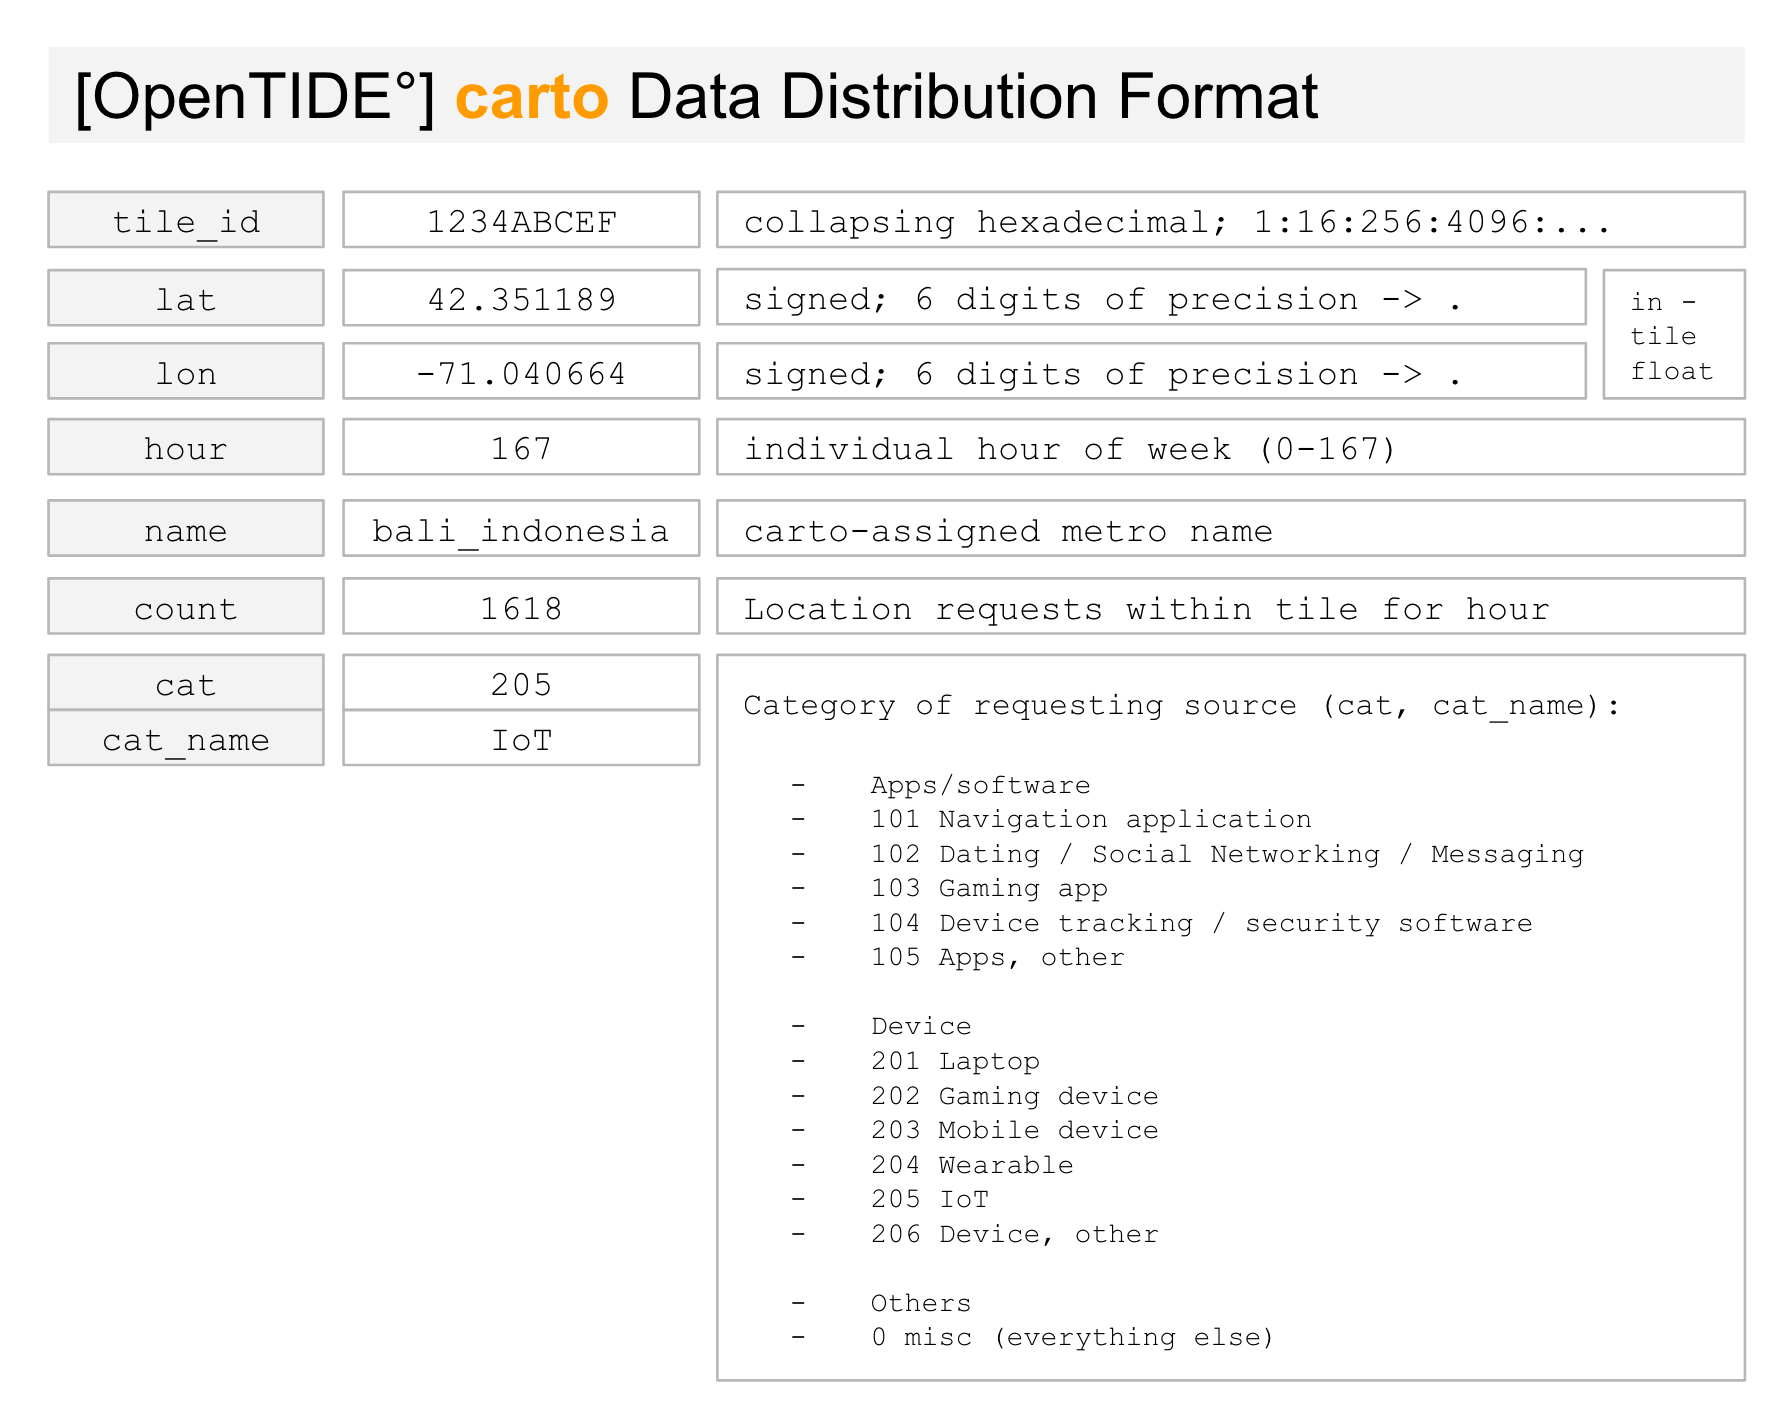 [OpenTIDE°] carto Data Distribution Format
tile_id 1234ABCEF collapsing hexadecimal; 1:16:256:4096:...
lat 42.351189 signed; 6 digits of precision -> .
lon -71.040664 signed; 6 digits of precision -> .
in -
tile
float
hour 167 individual hour of week (0-167)
name bali_indonesia carto-assigned metro name
count 1618 Location requests within tile for hour
cat 205
cat_name IoT
Category of requesting source (cat, cat_name):
- Apps/software
- 101 Navigation application
- 102 Dating / Social Networking / Messaging
- 103 Gaming app
- 104 Device tracking / security software
- 105 Apps, other
- Device
- 201 Laptop
- 202 Gaming device
- 203 Mobile device
- 204 Wearable
- 205 IoT
- 206 Device, other
- Others
- 0 misc (everything else)